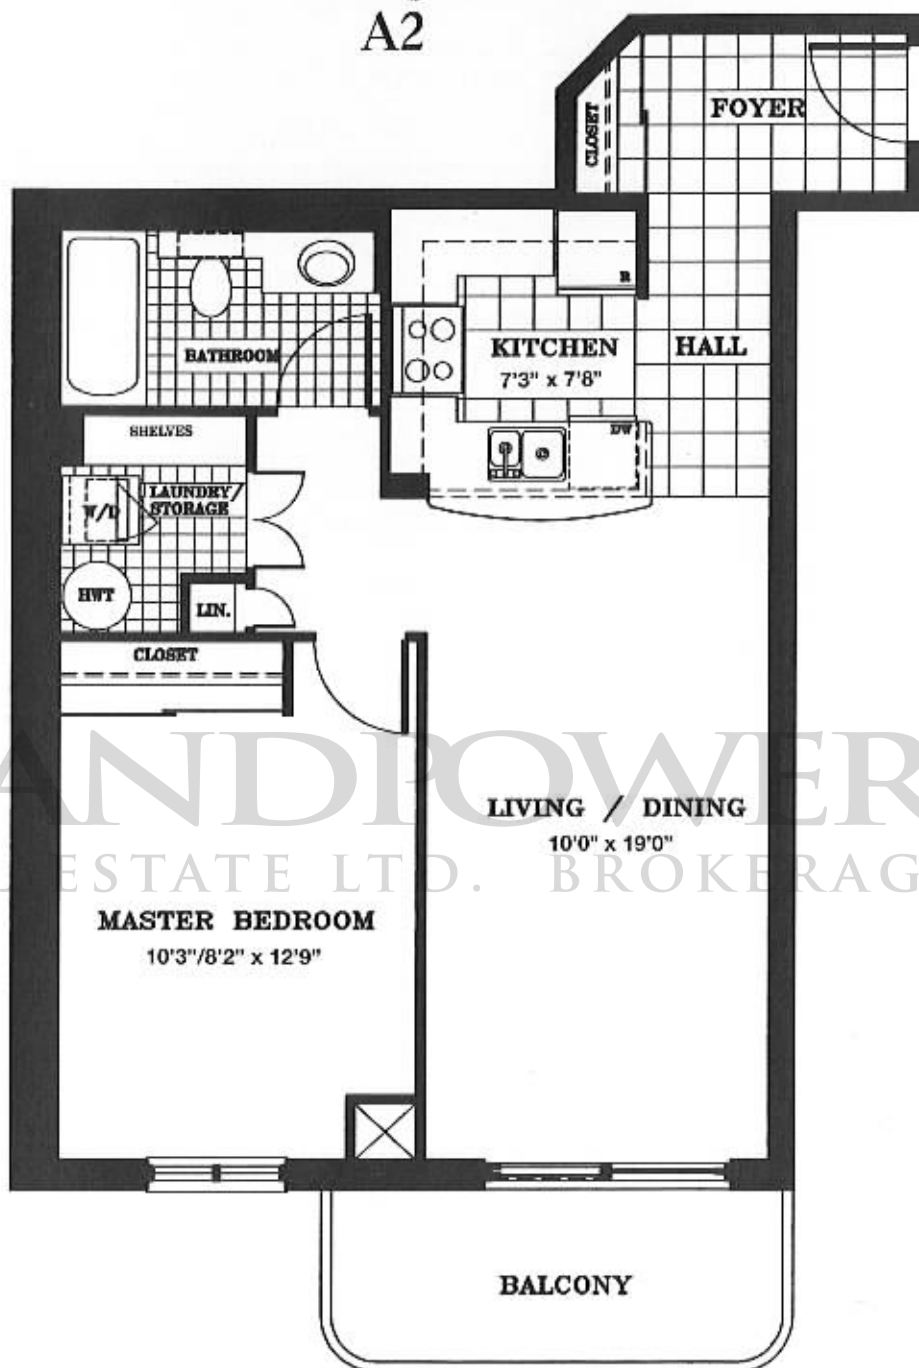 A2
FOYER
CLOSET
R
KITCHEN
7'3" x 7'8"
HALL
BATHROOM
DW
SHELVES
LAUNDRY/
STORAGE
W/D
HWT
LIN.
CLOSET
ANDPOWER
LIVING / DINING
10'0" x 19'0"
ESTATE LTD. BROKERAG
MASTER BEDROOM
10'3"/8'2" x 12'9"
BALCONY